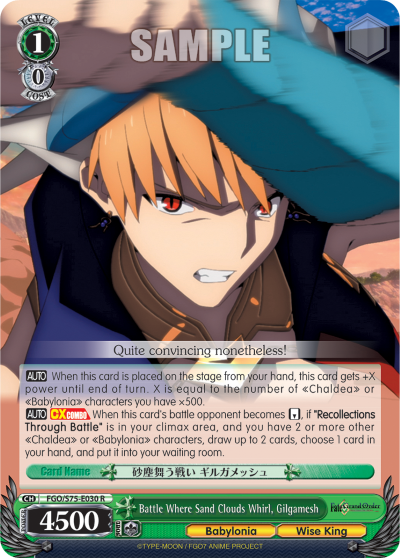 LEVEL
1
0
COST
SAMPLE
Quite convincing nonetheless!
AUTO When this card is placed on the stage from your hand, this card gets +X
power until end of turn. X is equal to the number of «Chaldea» or
«Babylonia» characters you have ×500.
AUTO CXCOMBO When this card's battle opponent becomes , if "Recollections
Through Battle" is in your climax area, and you have 2 or more other
«Chaldea» or «Babylonia» characters, draw up to 2 cards, choose 1 card in
your hand, and put it into your waiting room.
Card Name 砂塵舞う戦い ギルガメッシュ
CH FGO/S75-E030 R
Battle Where Sand Clouds Whirl, Gilgamesh
Fate/Grand Order
4500
Babylonia
Wise King
©TYPE-MOON / FGO7 ANIME PROJECT